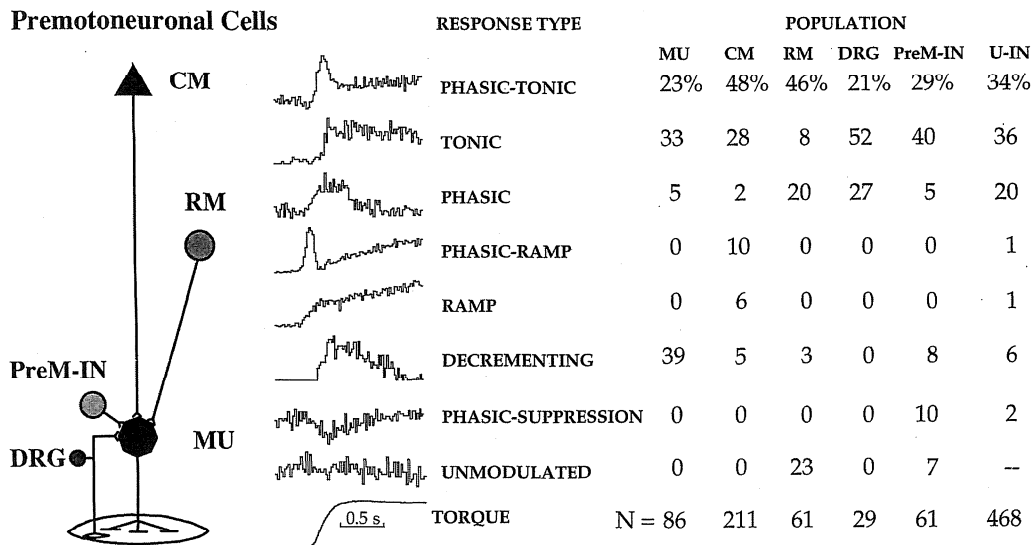 Premotoneuronal Cells
RESPONSE TYPE POPULATION
MU CM RM DRG PreM-IN U-IN
CM
PHASIC-TONIC 23% 48% 46% 21% 29% 34%
TONIC 33 28 8 52 40 36
RM
PHASIC 5 2 20 27 5 20
PHASIC-RAMP 0 10 0 0 0 1
RAMP 0 6 0 0 0 1
PreM-IN
DECREMENTING 39 5 3 0 8 6
MU
PHASIC-SUPPRESSION 0 0 0 0 10 2
DRG
UNMODULATED 0 0 23 0 7 --
0.5 s
TORQUE N = 86 211 61 29 61 468